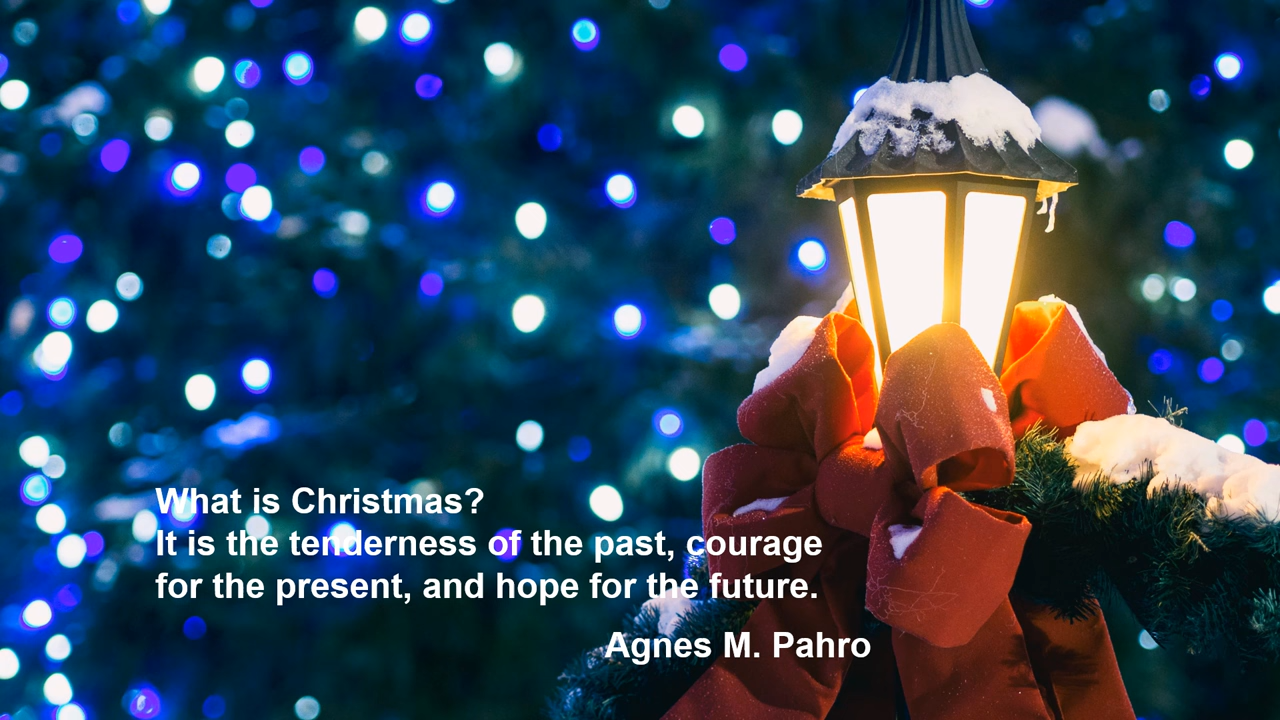 What is Christmas?
It is the tenderness of the past, courage
for the present, and hope for the future.
Agnes M. Pahro